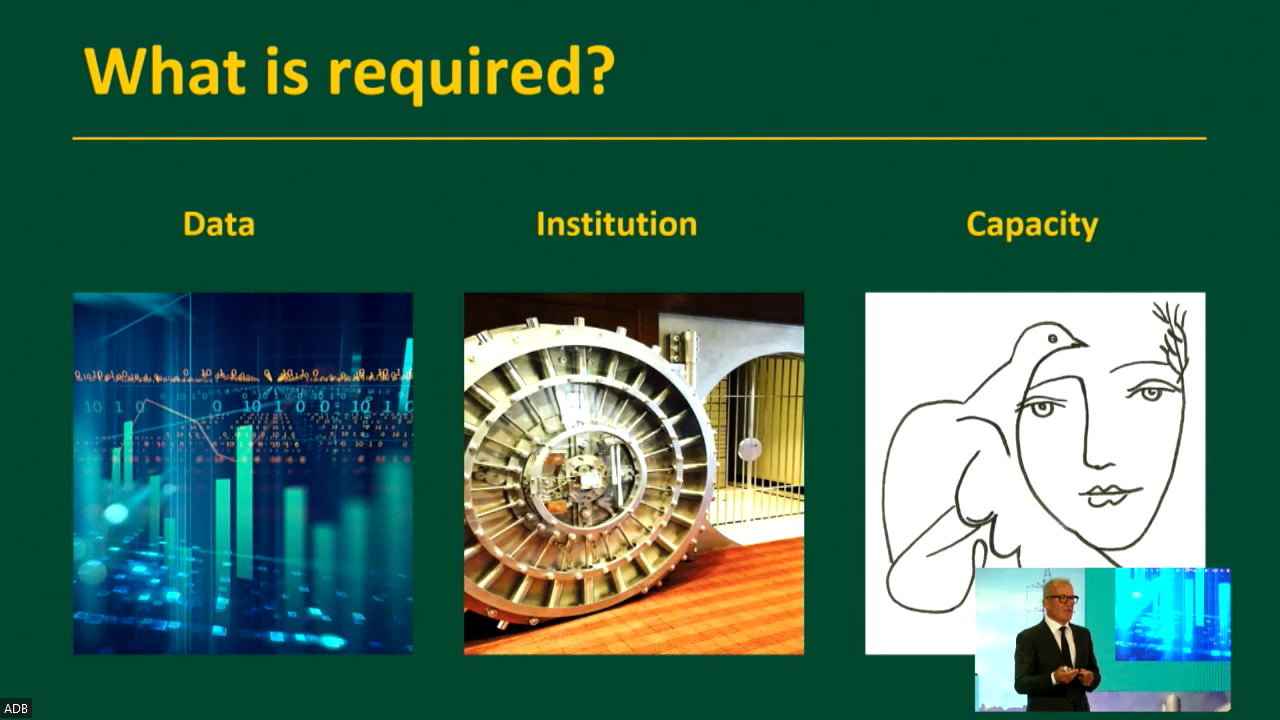 What is required?
Data
Institution
Capacity
ADB